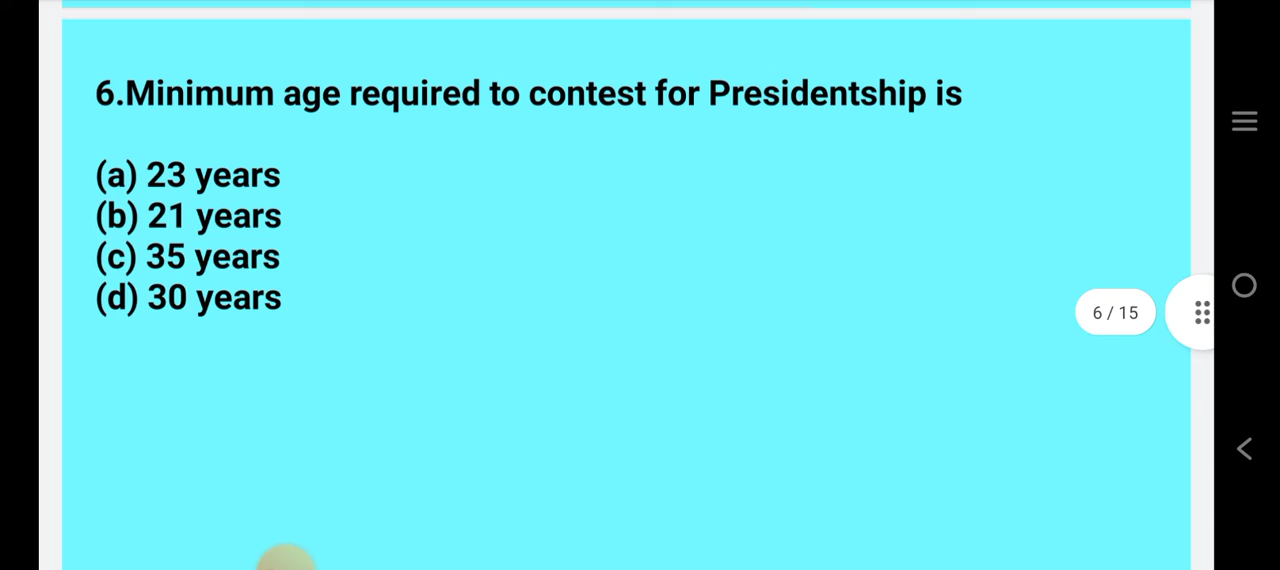 6.Minimum age required to contest for Presidentship is
(a) 23 years
(b) 21 years
(c) 35 years
(d) 30 years
6 / 15